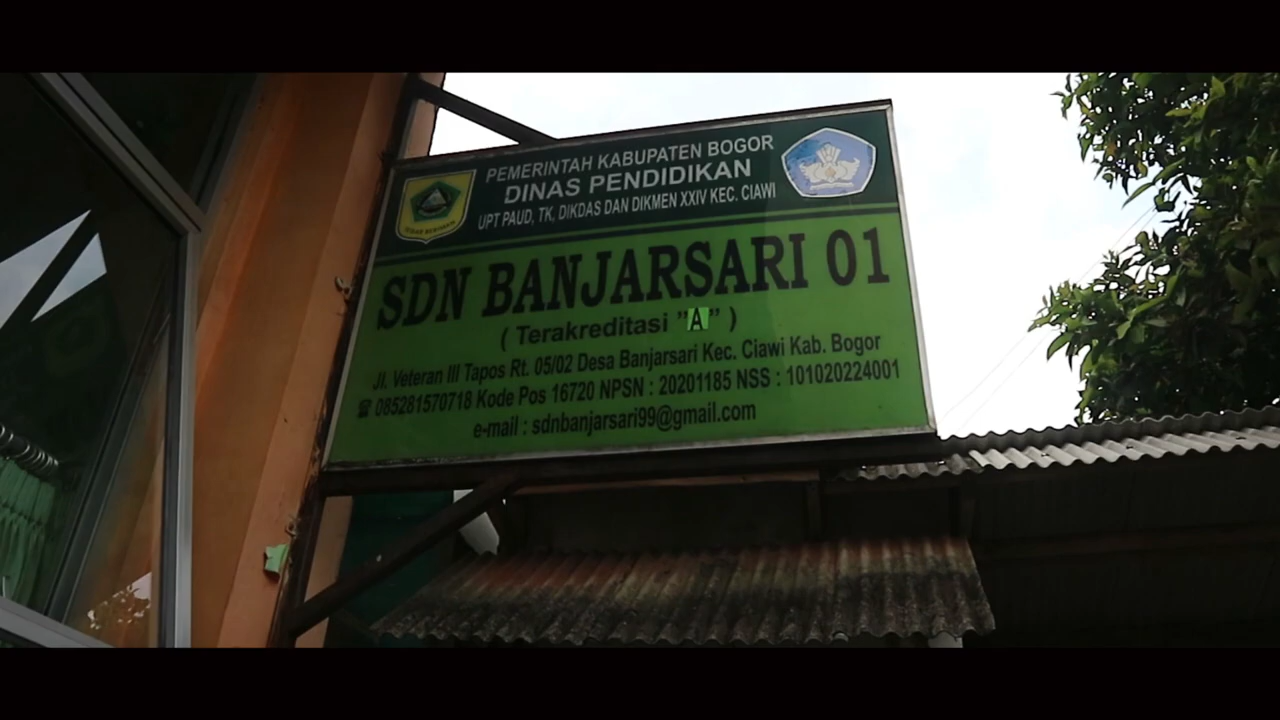 PEMERINTAH KABUPATEN BOGOR
DINAS PENDIDIKAN
UPT PAUD, TK, DIKDAS DAN DIKMEN XXIV KEC. CIAWI
SDN BANJARSARI 01
( Terakreditasi "A" )
Jl. Veteran III Tapos Rt. 05/02 Desa Banjarsari Kec. Ciawi Kab. Bogor
☎ 085281570718 Kode Pos 16720 NPSN : 20201185 NSS : 101020224001
e-mail : sdnbanjarsari99@gmail.com